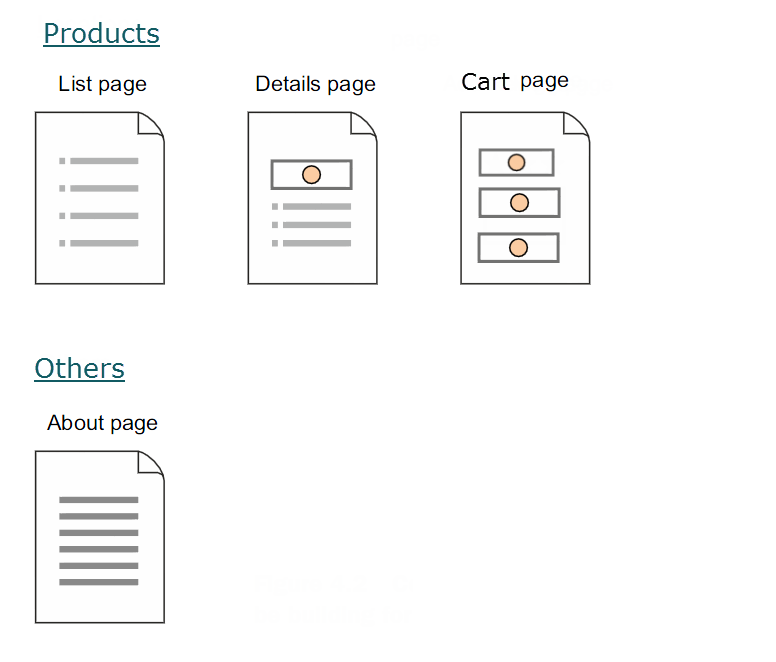 Products
List page
Details page
Cart page
Others
About page